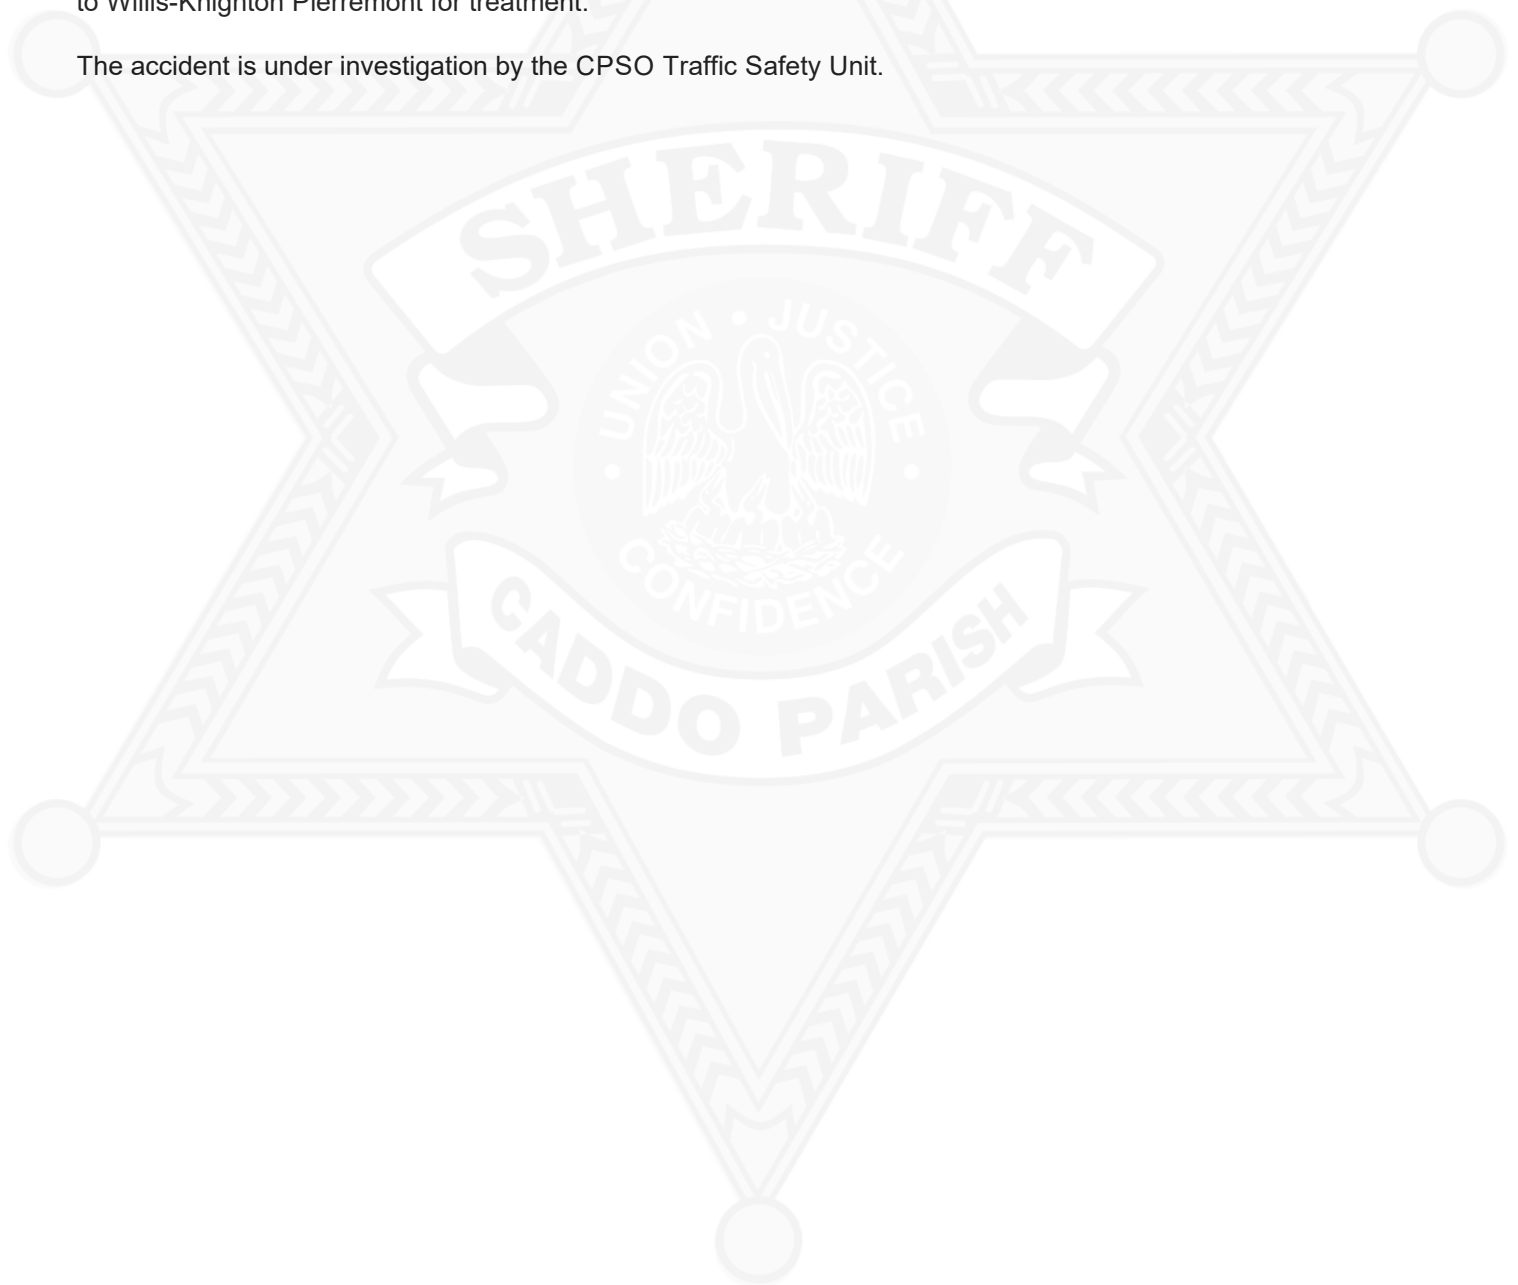 to Willis-Knighton Pierremont for treatment.
The accident is under investigation by the CPSO Traffic Safety Unit.
SHERIFF
UNION • JUSTICE
• CONFIDENCE •
CADDO PARISH